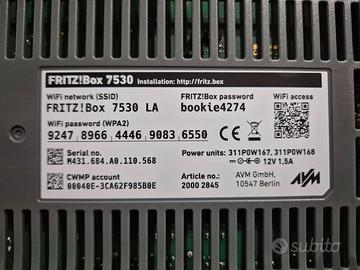 FRITZ!Box 7530 Installation: http://fritz.box
WiFi network (SSID) FRITZ!Box password WiFi access
FRITZ!Box 7530 LA bookie4274
WiFi password (WPA2)
9247 8966 4446 9083 6550
Serial no. Power units: 311P0W167, 311P0W168
M431.684.A0.110.568 12V 1,5A
CWMP account Article no.: AVM GmbH,
00040E-3CA62F985B0E 2000 2845 10547 Berlin
AVM
subito